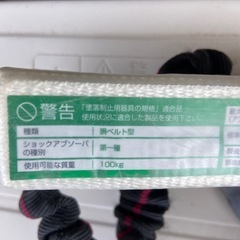 警告
「墜落制止用器具の規格」適合品
使用状況に適合した製品を使用して
種類 胴ベルト型
ショックアブソーバの種別 第一種
使用可能な質量 100kg